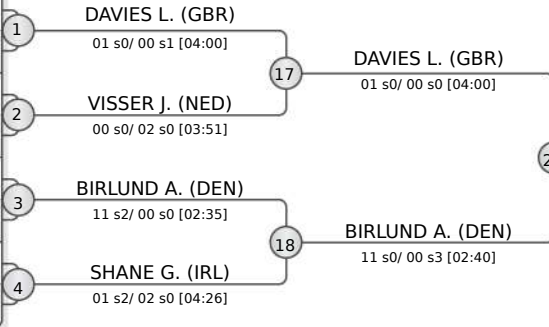 DAVIES L. (GBR)
1
01 s0/ 00 s1 [04:00]
17
DAVIES L. (GBR)
01 s0/ 00 s0 [04:00]
VISSER J. (NED)
2
00 s0/ 02 s0 [03:51]
BIRLUND A. (DEN)
3
11 s2/ 00 s0 [02:35]
18
BIRLUND A. (DEN)
11 s0/ 00 s3 [02:40]
SHANE G. (IRL)
4
01 s2/ 02 s0 [04:26]